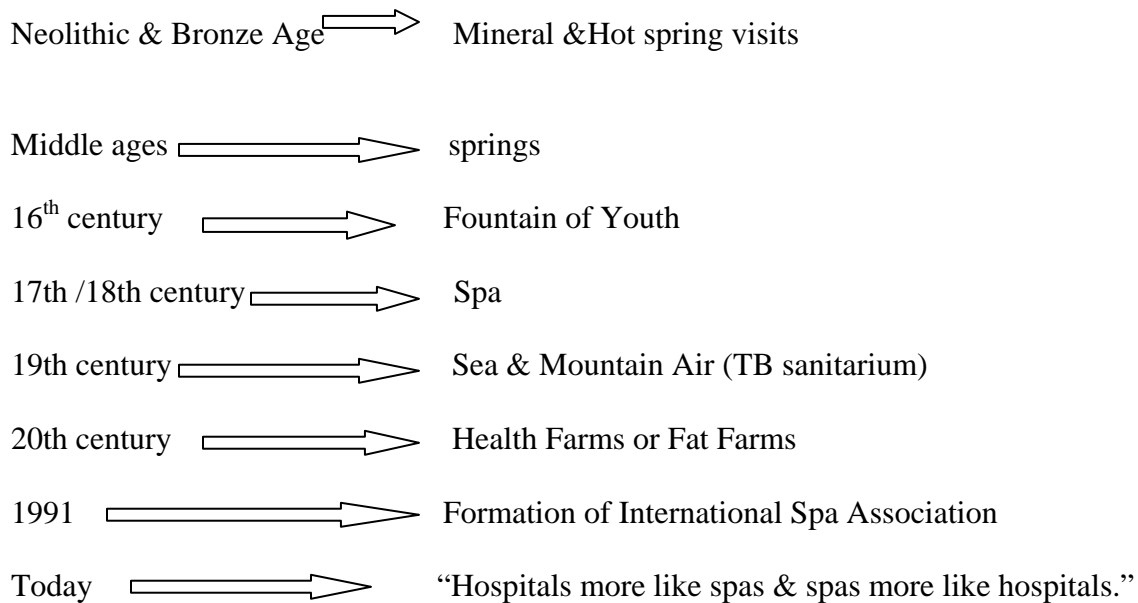 Neolithic & Bronze Age Mineral &Hot spring visits
Middle ages springs
16th century Fountain of Youth
17th /18th century Spa
19th century Sea & Mountain Air (TB sanitarium)
20th century Health Farms or Fat Farms
1991 Formation of International Spa Association
Today “Hospitals more like spas & spas more like hospitals.”